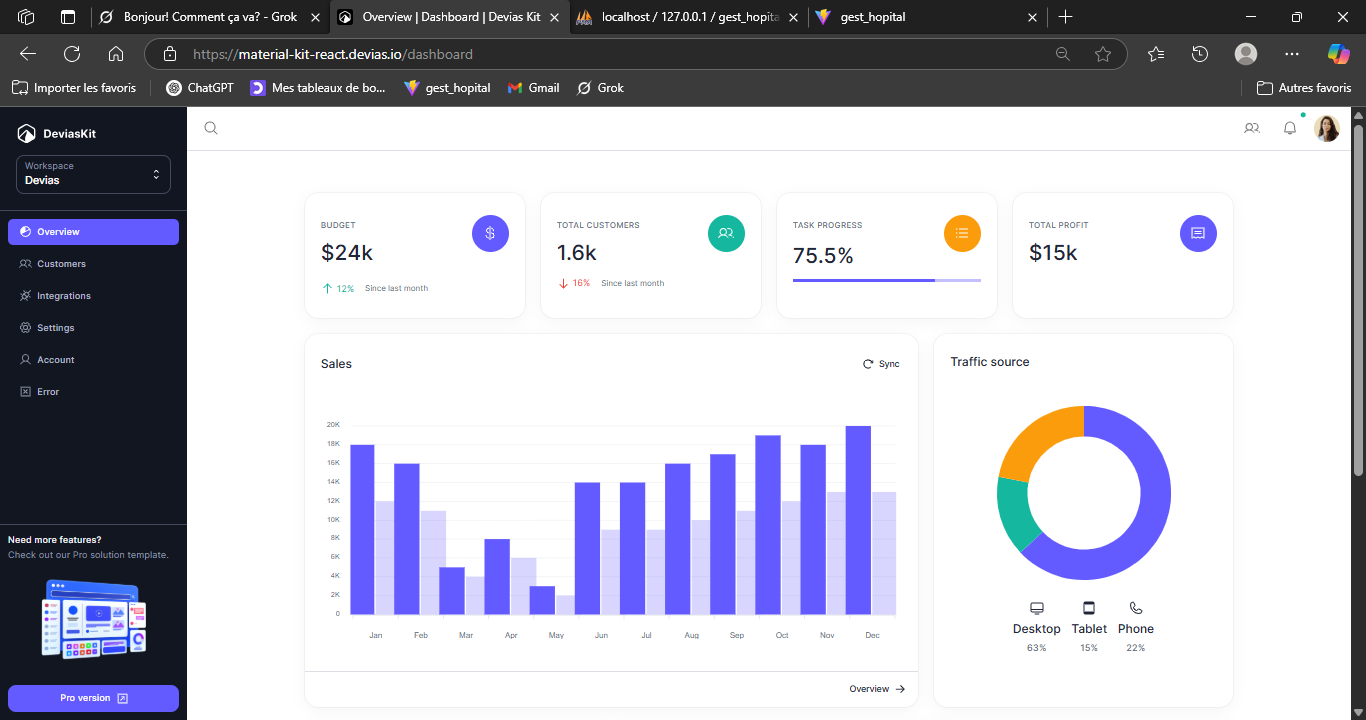 Bonjour! Comment ça va? - Grok
Overview | Dashboard | Devias Kit
localhost / 127.0.0.1 / gest_hopita
gest_hopital
https://material-kit-react.devias.io/dashboard
Importer les favoris
ChatGPT
Mes tableaux de bo...
gest_hopital
Gmail
Grok
Autres favoris
DeviasKit
Workspace
Devias
Overview
Customers
Integrations
Settings
Account
Error
Need more features?
Check out our Pro solution template.
Pro version
BUDGET
$24k
12% Since last month
TOTAL CUSTOMERS
1.6k
16% Since last month
TASK PROGRESS
75.5%
TOTAL PROFIT
$15k
Sales
Sync
20K
18K
16K
14K
12K
10K
8K
6K
4K
2K
0
Jan Feb Mar Apr May Jun Jul Aug Sep Oct Nov Dec
Overview
Traffic source
Desktop Tablet Phone
63% 15% 22%